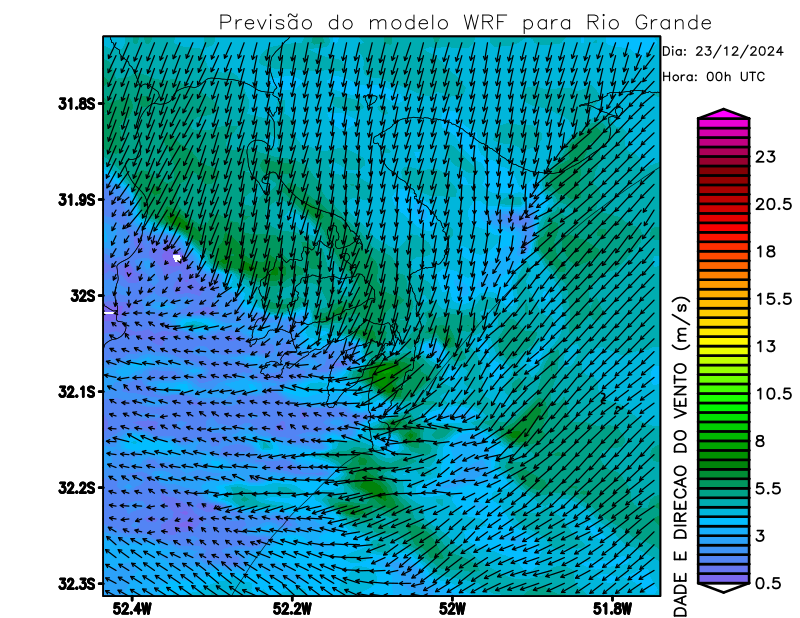 Previsão do modelo WRF para Rio Grande
Dia: 23/12/2024
Hora: 00h UTC
31.8S
31.9S
32S
32.1S
32.2S
32.3S
52.4W
52.2W
52W
51.8W
23
20.5
18
15.5
13
10.5
8
5.5
3
0.5
DADE E DIRECAO DO VENTO (m/s)